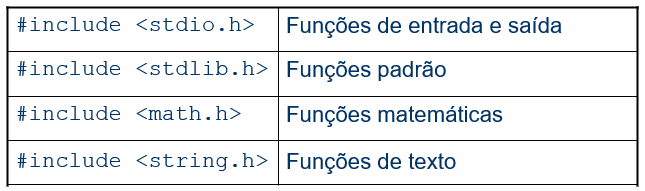 #include <stdio.h> Funções de entrada e saída
#include <stdlib.h> Funções padrão
#include <math.h> Funções matemáticas
#include <string.h> Funções de texto